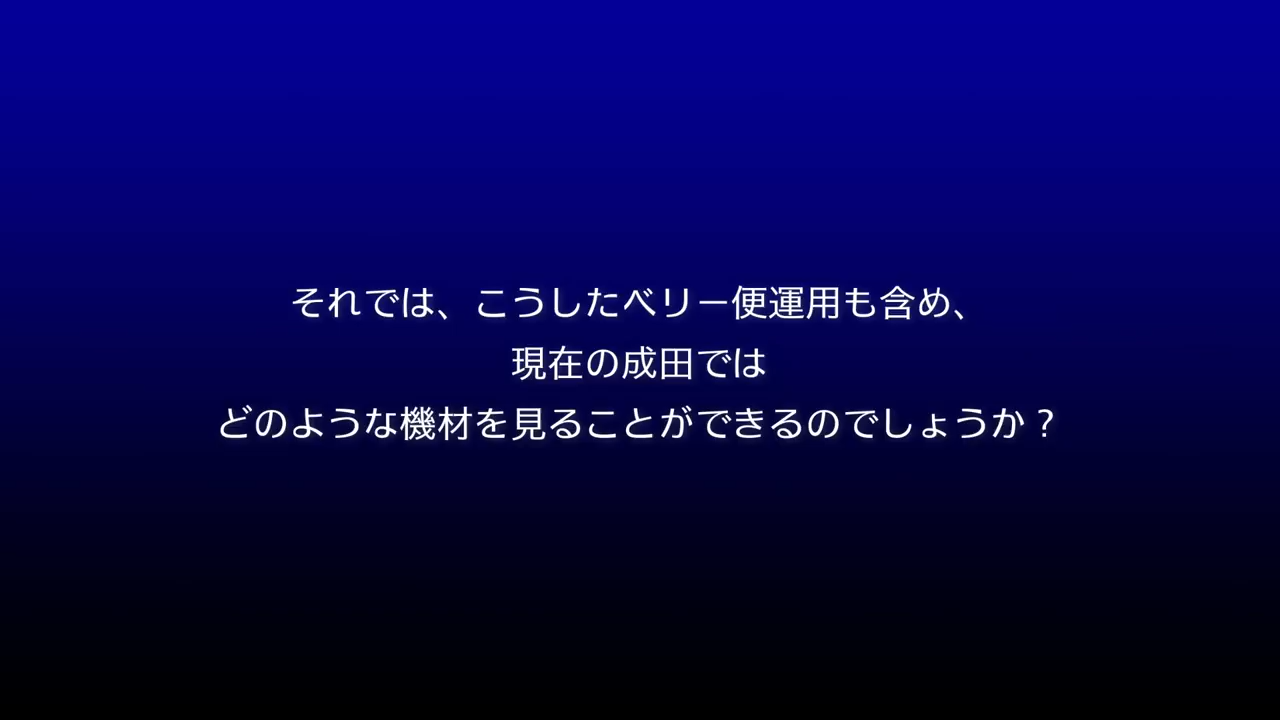 それでは、こうしたベリー便運用も含め、
現在の成田では
どのような機材を見ることができるのでしょうか？